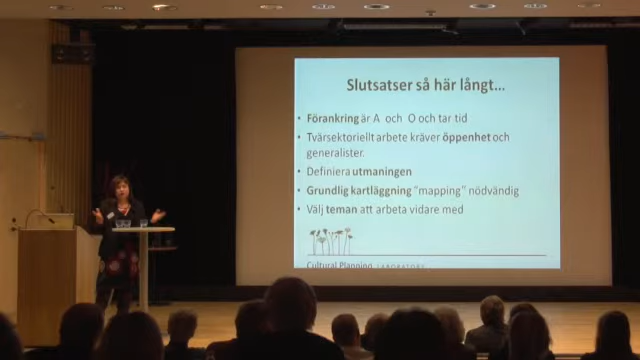 Slutsatser så här långt...
• Förankring är A och O och tar tid
• Tvärsektoriellt arbete kräver öppenhet och
generalister.
• Definiera utmaningen
• Grundlig kartläggning "mapping" nödvändig
• Välj teman att arbeta vidare med
Cultural Planning LABORATORY